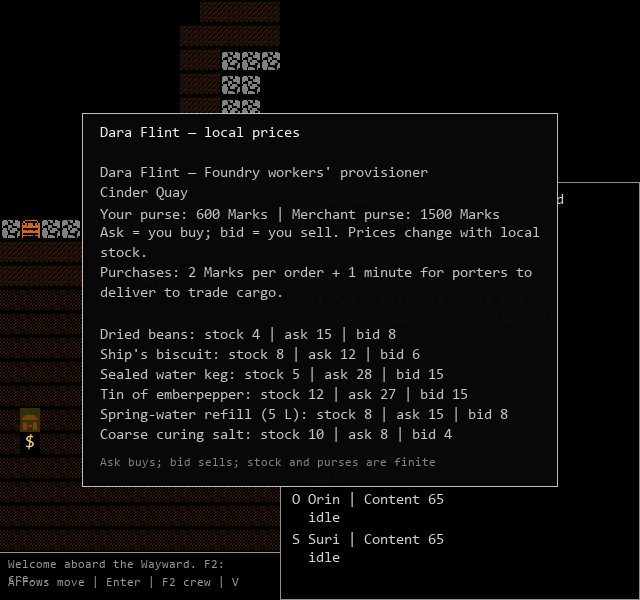 Dara Flint — local prices
Dara Flint — Foundry workers' provisioner
Cinder Quay
Your purse: 600 Marks | Merchant purse: 1500 Marks
Ask = you buy; bid = you sell. Prices change with local
stock.
Purchases: 2 Marks per order + 1 minute for porters to
deliver to trade cargo.
Dried beans: stock 4 | ask 15 | bid 8
Ship's biscuit: stock 8 | ask 12 | bid 6
Sealed water keg: stock 5 | ask 28 | bid 15
Tin of emberpepper: stock 12 | ask 27 | bid 15
Spring-water refill (5 L): stock 8 | ask 15 | bid 8
Coarse curing salt: stock 10 | ask 8 | bid 4
Ask buys; bid sells; stock and purses are finite
d
$
O Orin | Content 65
idle
S Suri | Content 65
idle
Welcome aboard the Wayward. F2:
Arrows move | Enter | F2 crew | V